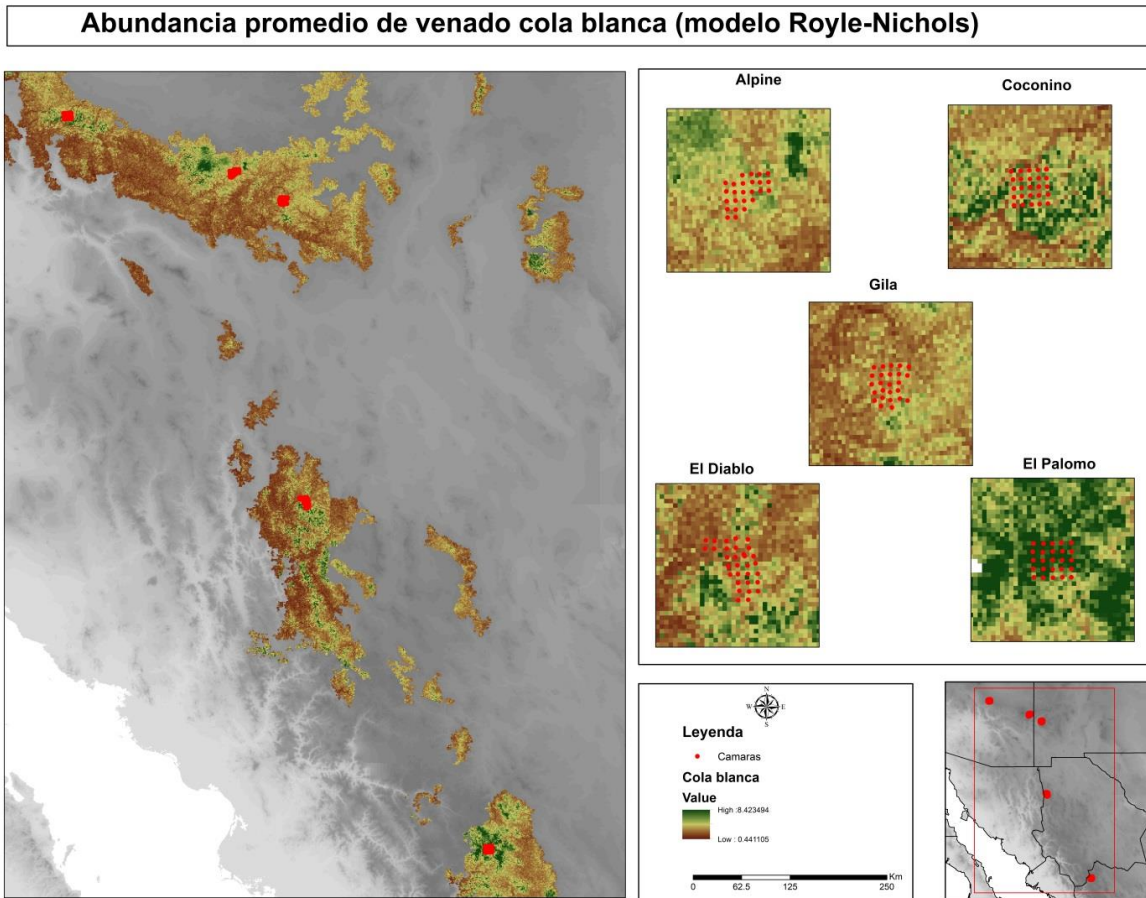 Abundancia promedio de venado cola blanca (modelo Royle-Nichols)
Alpine
Coconino
Gila
El Diablo
El Palomo
N
W E
S
Leyenda
Camaras
Cola blanca
Value
High :8.423494
Low : 0.441105
Km
0 62.5 125 250